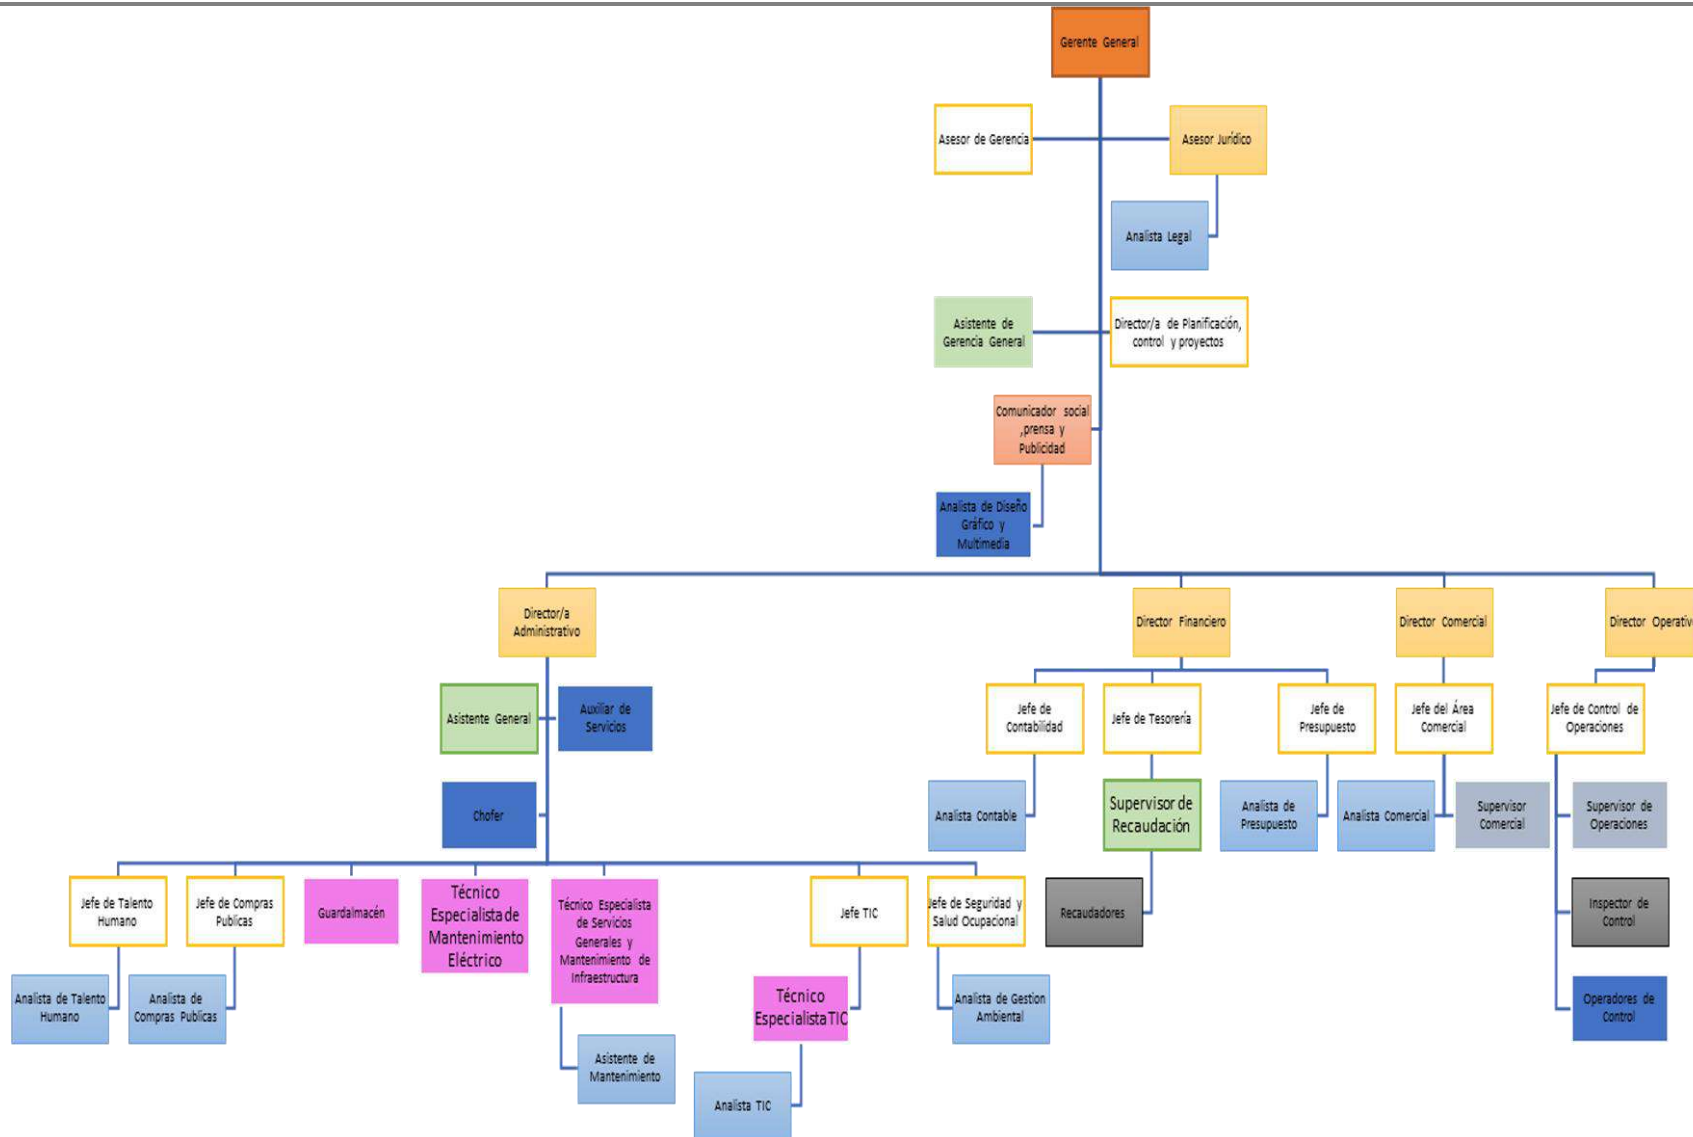 Gerente General
Asesor de Gerencia
Asesor Jurídico
Analista Legal
Asistente de
Gerencia General
Director/a de Planificación,
control y proyectos
Comunicador social
,prensa y
Publicidad
Analista de Diseño
Gráfico y
Multimedia
Director/a
Administrativo
Director Financiero
Director Comercial
Director Operativo
Asistente General
Auxiliar de
Servicios
Jefe de
Contabilidad
Jefe de Tesorería
Jefe de
Presupuesto
Jefe del Área
Comercial
Jefe de Control de
Operaciones
Chofer
Analista Contable
Supervisor de
Recaudación
Analista de
Presupuesto
Analista Comercial
Supervisor
Comercial
Supervisor de
Operaciones
Jefe de Talento
Humano
Jefe de Compras
Publicas
Guardalmacén
Técnico
Especialista de
Mantenimiento
Eléctrico
Técnico Especialista
de Servicios
Generales y
Mantenimiento de
Infraestructura
Jefe TIC
Jefe de Seguridad y
Salud Ocupacional
Recaudadores
Inspector de
Control
Analista de Talento
Humano
Analista de
Compras Publicas
Técnico
Especialista TIC
Analista de Gestion
Ambiental
Operadores de
Control
Asistente de
Mantenimiento
Analista TIC